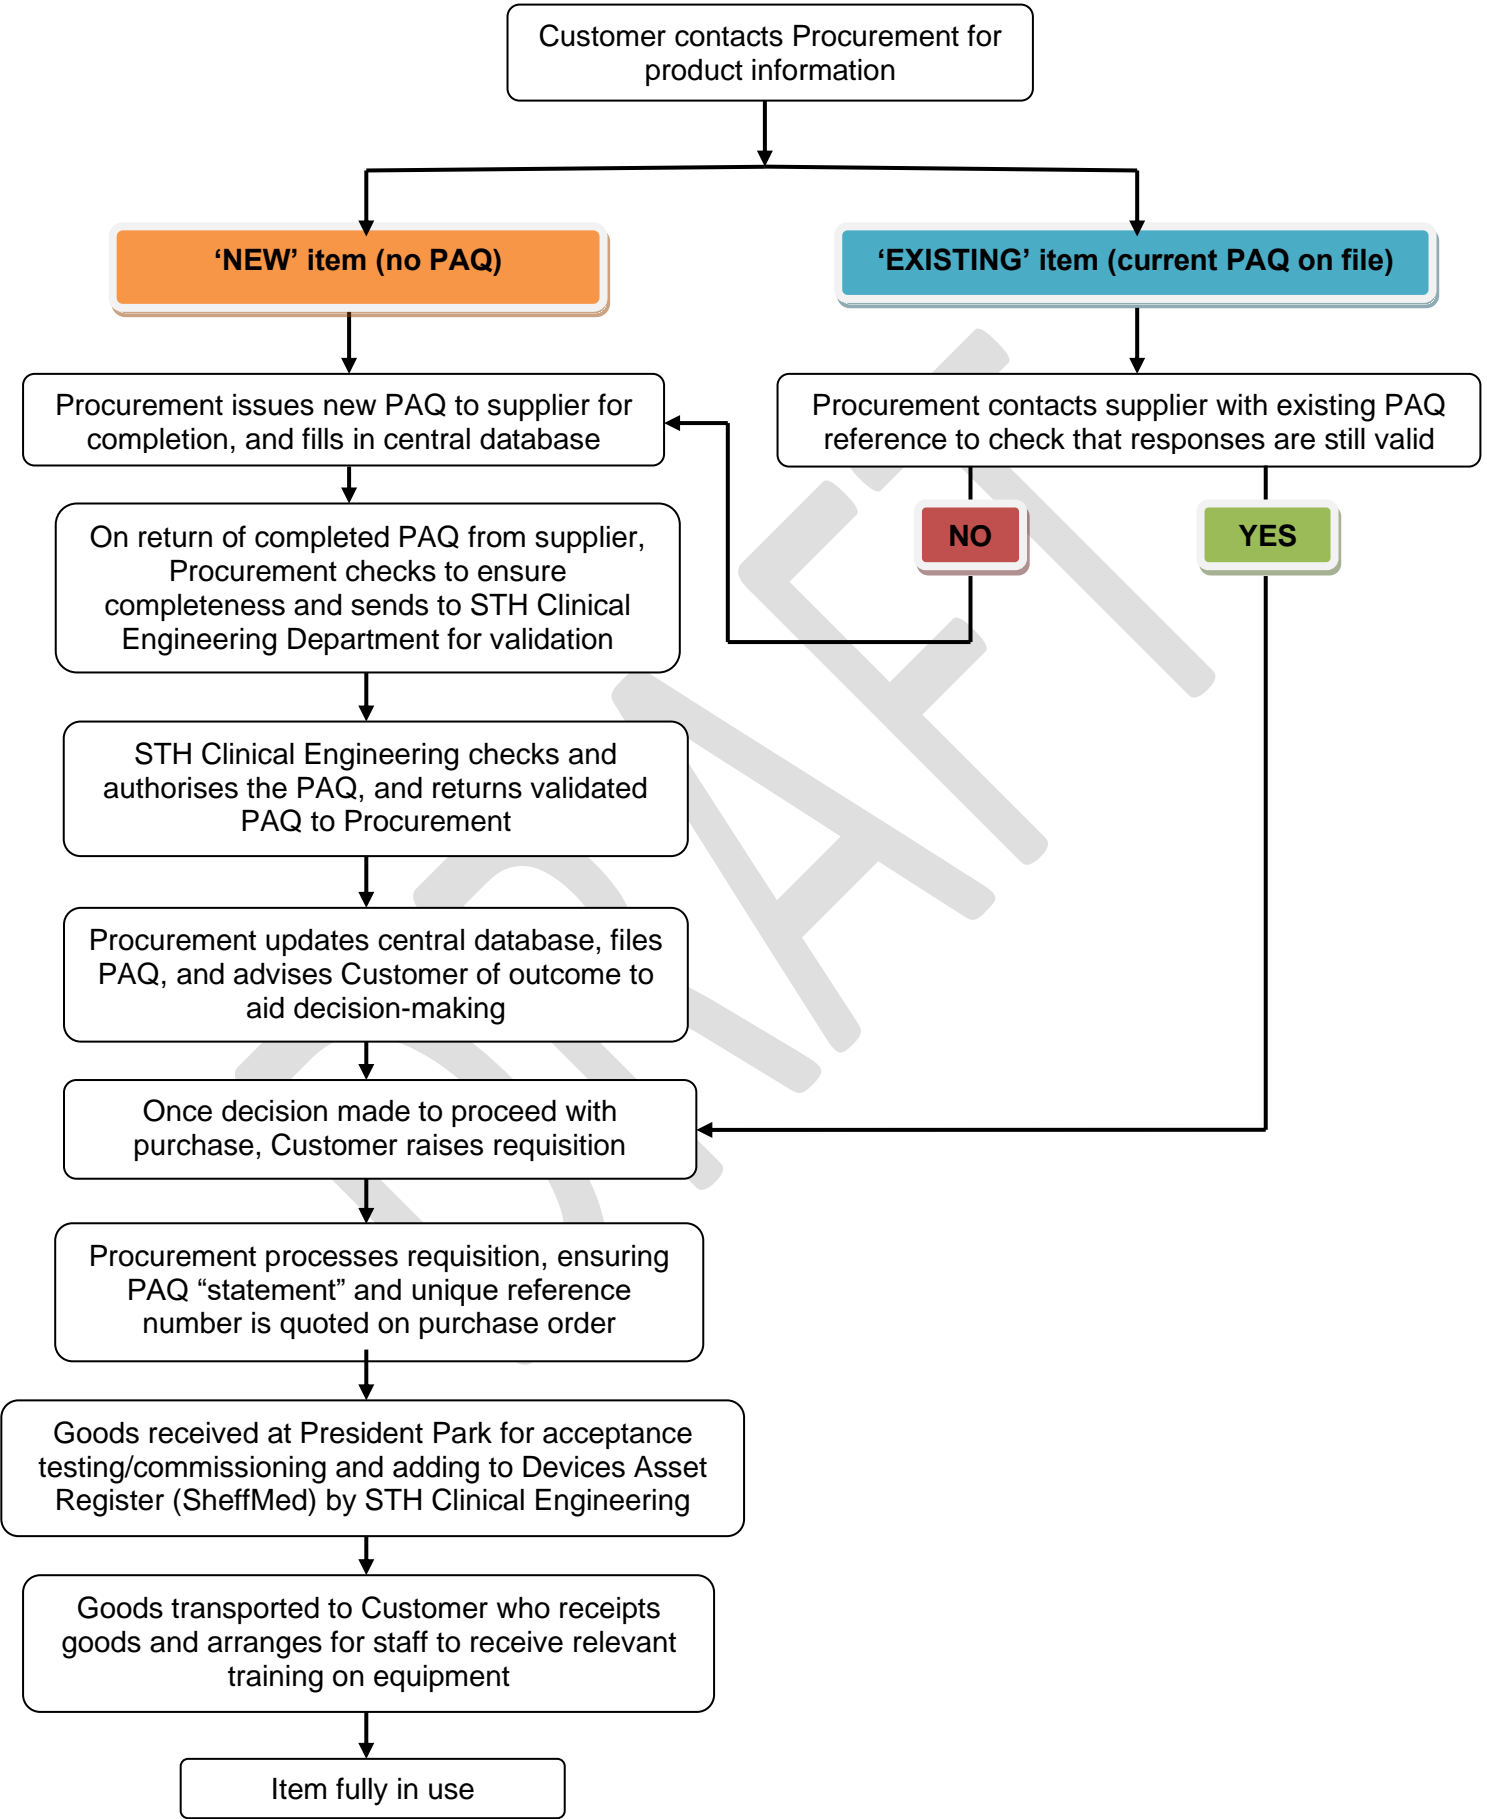 Customer contacts Procurement for
product information
‘NEW’ item (no PAQ)
‘EXISTING’ item (current PAQ on file)
Procurement issues new PAQ to supplier for
completion, and fills in central database
Procurement contacts supplier with existing PAQ
reference to check that responses are still valid
NO
YES
On return of completed PAQ from supplier,
Procurement checks to ensure
completeness and sends to STH Clinical
Engineering Department for validation
STH Clinical Engineering checks and
authorises the PAQ, and returns validated
PAQ to Procurement
Procurement updates central database, files
PAQ, and advises Customer of outcome to
aid decision-making
Once decision made to proceed with
purchase, Customer raises requisition
Procurement processes requisition, ensuring
PAQ “statement” and unique reference
number is quoted on purchase order
Goods received at President Park for acceptance
testing/commissioning and adding to Devices Asset
Register (SheffMed) by STH Clinical Engineering
Goods transported to Customer who receipts
goods and arranges for staff to receive relevant
training on equipment
Item fully in use
DRAFT